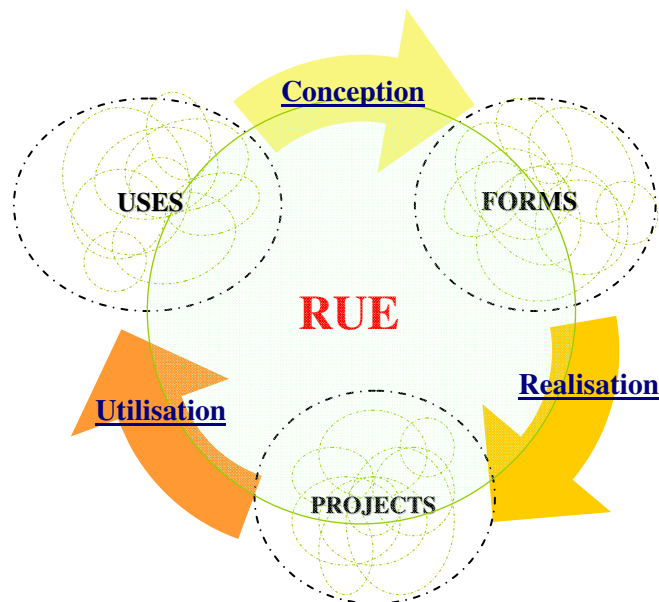 Conception
USES
FORMS
RUE
Realisation
Utilisation
PROJECTS